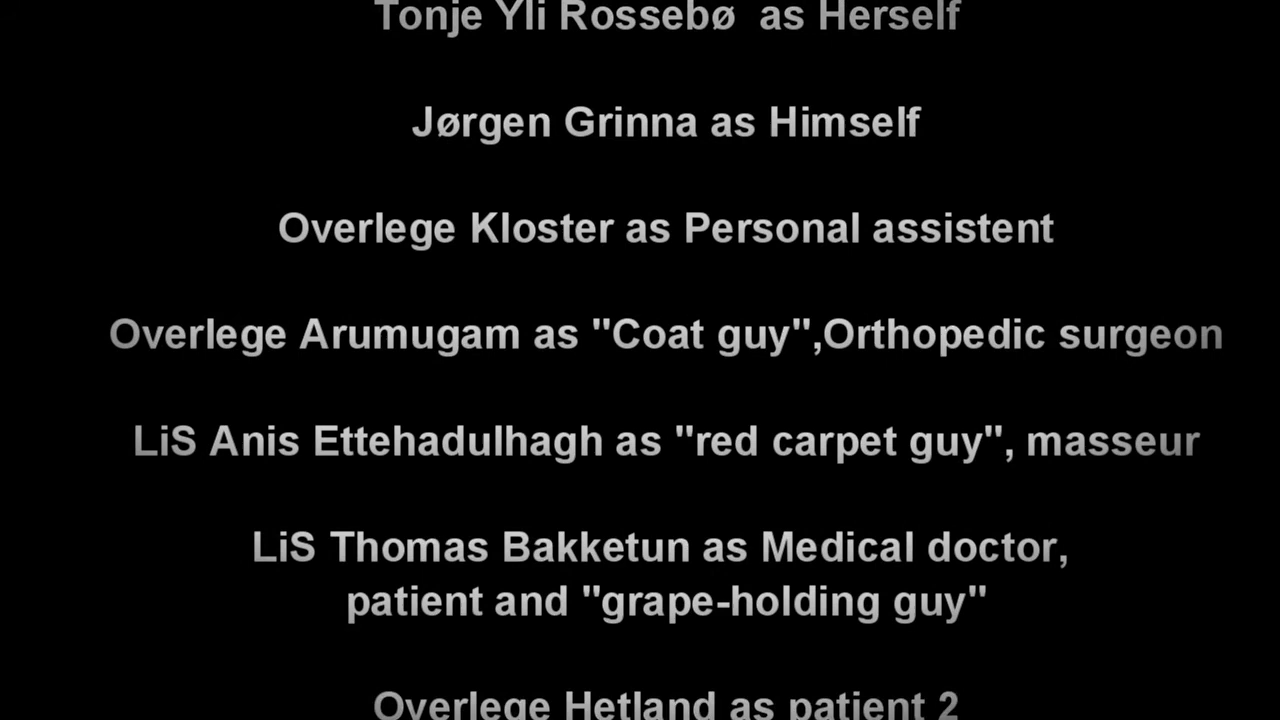 Tonje Yli Rossebø as Herself
Jørgen Grinna as Himself
Overlege Kloster as Personal assistent
Overlege Arumugam as "Coat guy",Orthopedic surgeon
LiS Anis Ettehadulhagh as "red carpet guy", masseur
LiS Thomas Bakketun as Medical doctor,
patient and "grape-holding guy"
Overlege Hetland as patient 2